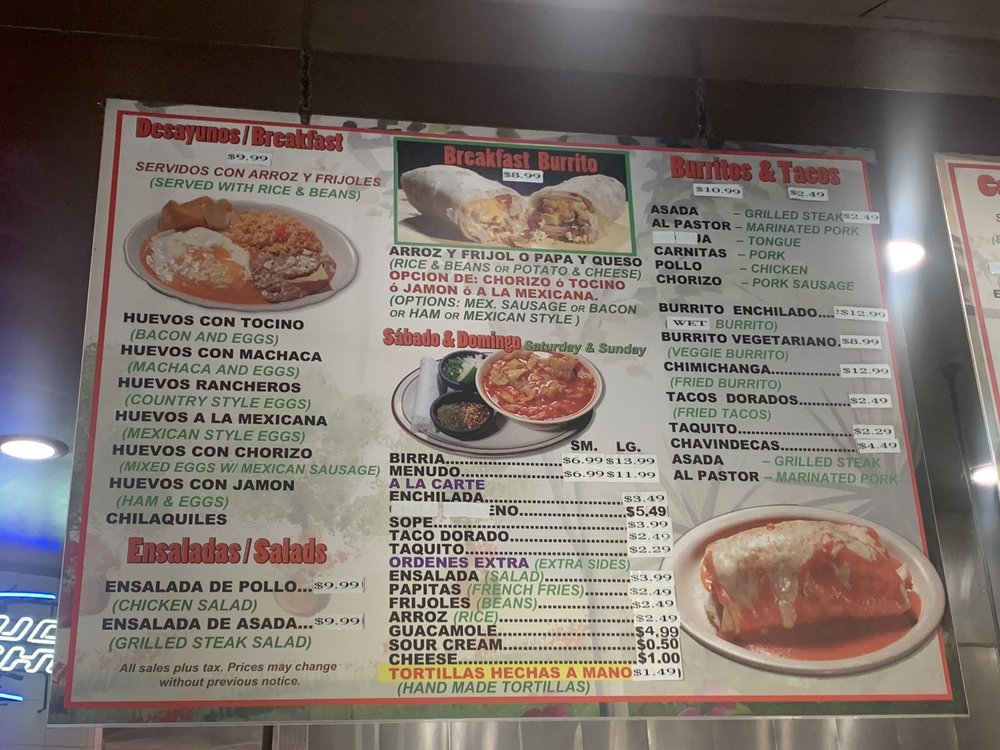 Desayunos/Breakfast
$9.99
SERVIDOS CON ARROZ Y FRIJOLES
(SERVED WITH RICE & BEANS)
HUEVOS CON TOCINO
(BACON AND EGGS)
HUEVOS CON MACHACA
(MACHACA AND EGGS)
HUEVOS RANCHEROS
(COUNTRY STYLE EGGS)
HUEVOS A LA MEXICANA
(MEXICAN STYLE EGGS)
HUEVOS CON CHORIZO
(MIXED EGGS W/ MEXICAN SAUSAGE)
HUEVOS CON JAMON
(HAM & EGGS)
CHILAQUILES
Ensaladas/Salads
ENSALADA DE POLLO...$9.99
(CHICKEN SALAD)
ENSALADA DE ASADA...$9.99
(GRILLED STEAK SALAD)
All sales plus tax. Prices may change
without previous notice.
Breakfast Burrito
$8.99
ARROZ Y FRIJOL O PAPA Y QUESO
(RICE & BEANS OR POTATO & CHEESE)
OPCION DE: CHORIZO ó TOCINO
ó JAMON ó A LA MEXICANA.
(OPTIONS: MEX. SAUSAGE OR BACON
OR HAM OR MEXICAN STYLE )
Sábado & Domingo Saturday & Sunday
SM. LG.
BIRRIA...$6.99 $13.99
MENUDO...$6.99 $11.99
A LA CARTE
ENCHILADA...$3.49
ENO...$5.49
SOPE...$3.99
TACO DORADO...$2.49
TAQUITO...$2.29
ORDENES EXTRA (EXTRA SIDES)
ENSALADA (SALAD)...$3.99
PAPITAS (FRENCH FRIES)...$2.49
FRIJOLES (BEANS)...$2.49
ARROZ (RICE)...$2.49
GUACAMOLE...$4.99
SOUR CREAM...$0.50
CHEESE...$1.00
TORTILLAS HECHAS A MANO $1.49
(HAND MADE TORTILLAS)
Burritos & Tacos
$10.99 $2.49
ASADA – GRILLED STEAK $2.49
AL PASTOR – MARINATED PORK
JA – TONGUE
CARNITAS – PORK
POLLO – CHICKEN
CHORIZO – PORK SAUSAGE
BURRITO ENCHILADO...$12.99
WET BURRITO)
BURRITO VEGETARIANO.$8.99
(VEGGIE BURRITO)
CHIMICHANGA...$12.99
(FRIED BURRITO)
TACOS DORADOS...$2.49
(FRIED TACOS)
TAQUITO...$2.29
CHAVINDECAS...$4.49
ASADA – GRILLED STEAK
AL PASTOR – MARINATED PORK